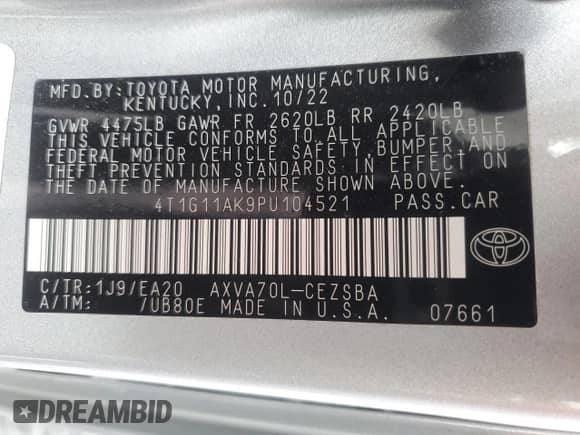 MFD.BY:TOYOTA MOTOR MANUFACTURING,
KENTUCKY,INC.10/22
GVWR 4475LB GAWR FR 2620LB RR 2420LB
THIS VEHICLE CONFORMS TO ALL APPLICABLE
FEDERAL MOTOR VEHICLE SAFETY, BUMPER,AND
THEFT PREVENTION STANDARDS IN EFFECT ON
THE DATE OF MANUFACTURE SHOWN ABOVE.
4T1G11AK9PU104521 PASS.CAR
C/TR:1J9/EA20 AXVA70L-CEZSBA
A/TM: /UB80E MADE IN U.S.A. 07661
DREAMBID